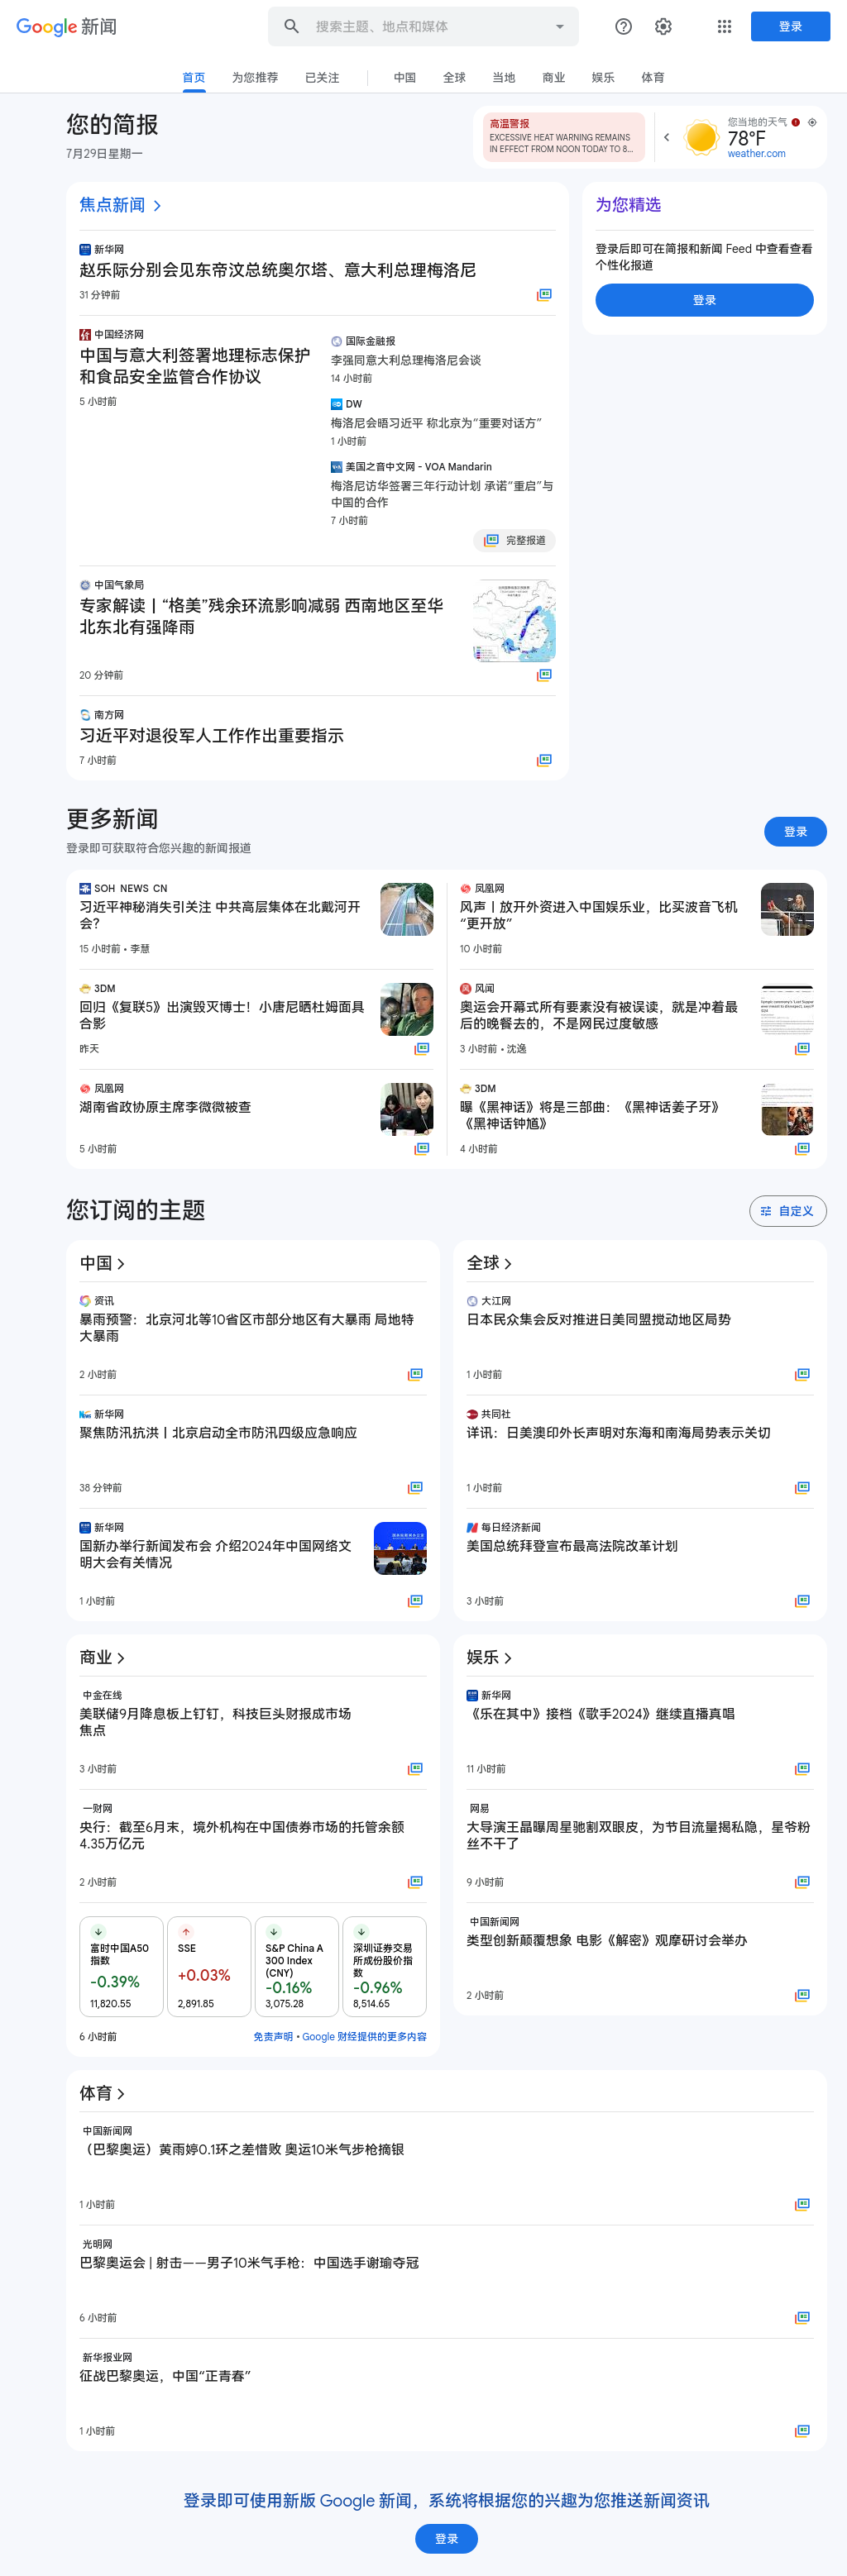 Google 新闻
搜索主题、地点和媒体
登录
首页
为您推荐
已关注
中国
全球
当地
商业
娱乐
体育
您的简报
7月29日星期一
高温警报
EXCESSIVE HEAT WARNING REMAINS
IN EFFECT FROM NOON TODAY TO 8...
您当地的天气
78°F
weather.com
焦点新闻
新华网
赵乐际分别会见东帝汶总统奥尔塔、意大利总理梅洛尼
31 分钟前
中国经济网
中国与意大利签署地理标志保护
和食品安全监管合作协议
5 小时前
国际金融报
李强同意大利总理梅洛尼会谈
14 小时前
DW
梅洛尼会晤习近平 称北京为“重要对话方”
1 小时前
美国之音中文网 - VOA Mandarin
梅洛尼访华签署三年行动计划 承诺“重启”与
中国的合作
7 小时前
完整报道
中国气象局
专家解读丨“格美”残余环流影响减弱 西南地区至华
北东北有强降雨
20 分钟前
南方网
习近平对退役军人工作作出重要指示
7 小时前
为您精选
登录后即可在简报和新闻 Feed 中查看查看
个性化报道
登录
更多新闻
登录即可获取符合您兴趣的新闻报道
登录
SOH_NEWS_CN
习近平神秘消失引关注 中共高层集体在北戴河开
会？
15 小时前 • 李慧
3DM
回归《复联5》出演毁灭博士！小唐尼晒杜姆面具
合影
昨天
凤凰网
湖南省政协原主席李微微被查
5 小时前
凤凰网
风声丨放开外资进入中国娱乐业，比买波音飞机
“更开放”
10 小时前
风闻
奥运会开幕式所有要素没有被误读，就是冲着最
后的晚餐去的，不是网民过度敏感
3 小时前 • 沈逸
3DM
曝《黑神话》将是三部曲：《黑神话姜子牙》
《黑神话钟馗》
4 小时前
您订阅的主题
自定义
中国
资讯
暴雨预警：北京河北等10省区市部分地区有大暴雨 局地特
大暴雨
2 小时前
新华网
聚焦防汛抗洪丨北京启动全市防汛四级应急响应
38 分钟前
新华网
国新办举行新闻发布会 介绍2024年中国网络文
明大会有关情况
1 小时前
全球
大江网
日本民众集会反对推进日美同盟搅动地区局势
1 小时前
共同社
详讯：日美澳印外长声明对东海和南海局势表示关切
1 小时前
每日经济新闻
美国总统拜登宣布最高法院改革计划
3 小时前
商业
中金在线
美联储9月降息板上钉钉，科技巨头财报成市场
焦点
3 小时前
一财网
央行：截至6月末，境外机构在中国债券市场的托管余额
4.35万亿元
2 小时前
富时中国A50
指数
-0.39%
11,820.55
SSE
+0.03%
2,891.85
S&P China A
300 Index
(CNY)
-0.16%
3,075.28
深圳证券交易
所成份股价指
数
-0.96%
8,514.65
6 小时前
免责声明 • Google 财经提供的更多内容
娱乐
新华网
《乐在其中》接档《歌手2024》继续直播真唱
11 小时前
网易
大导演王晶曝周星驰割双眼皮，为节目流量揭私隐，星爷粉
丝不干了
9 小时前
中国新闻网
类型创新颠覆想象 电影《解密》观摩研讨会举办
2 小时前
体育
中国新闻网
（巴黎奥运）黄雨婷0.1环之差惜败 奥运10米气步枪摘银
1 小时前
光明网
巴黎奥运会 | 射击——男子10米气手枪：中国选手谢瑜夺冠
6 小时前
新华报业网
征战巴黎奥运，中国“正青春”
1 小时前
登录即可使用新版 Google 新闻，系统将根据您的兴趣为您推送新闻资讯
登录